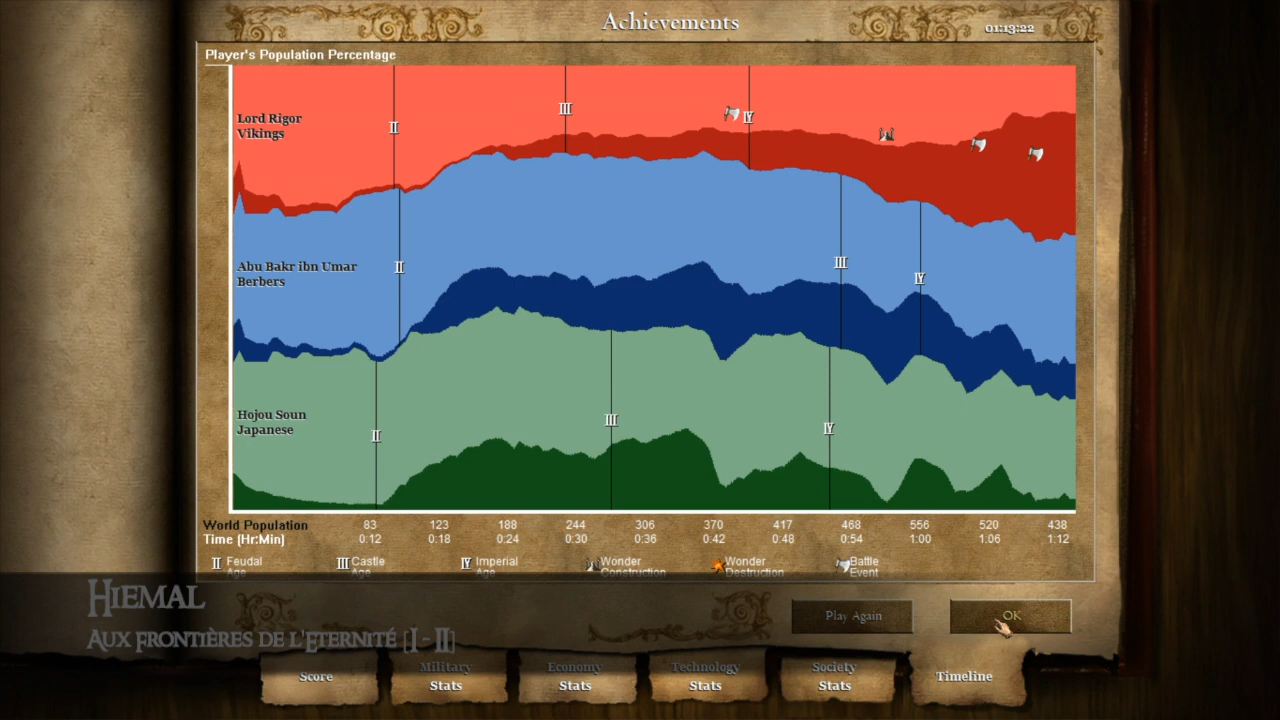 Achievements
01:13:22
Player's Population Percentage
Lord Rigor
Vikings
II
III
IV
Abu Bakr ibn Umar
Berbers
II
III
IV
Hojou Soun
Japanese
II
III
IV
World Population 83 123 188 244 306 370 417 468 556 520 438
Time (Hr:Min) 0:12 0:18 0:24 0:30 0:36 0:42 0:48 0:54 1:00 1:06 1:12
II Feudal Age
III Castle Age
IV Imperial Age
Wonder Construction
Wonder Destruction
Battle Event
Hiemal
Aux frontières de l'Eternité [I - II]
Play Again
OK
Score
Military Stats
Economy Stats
Technology Stats
Society Stats
Timeline